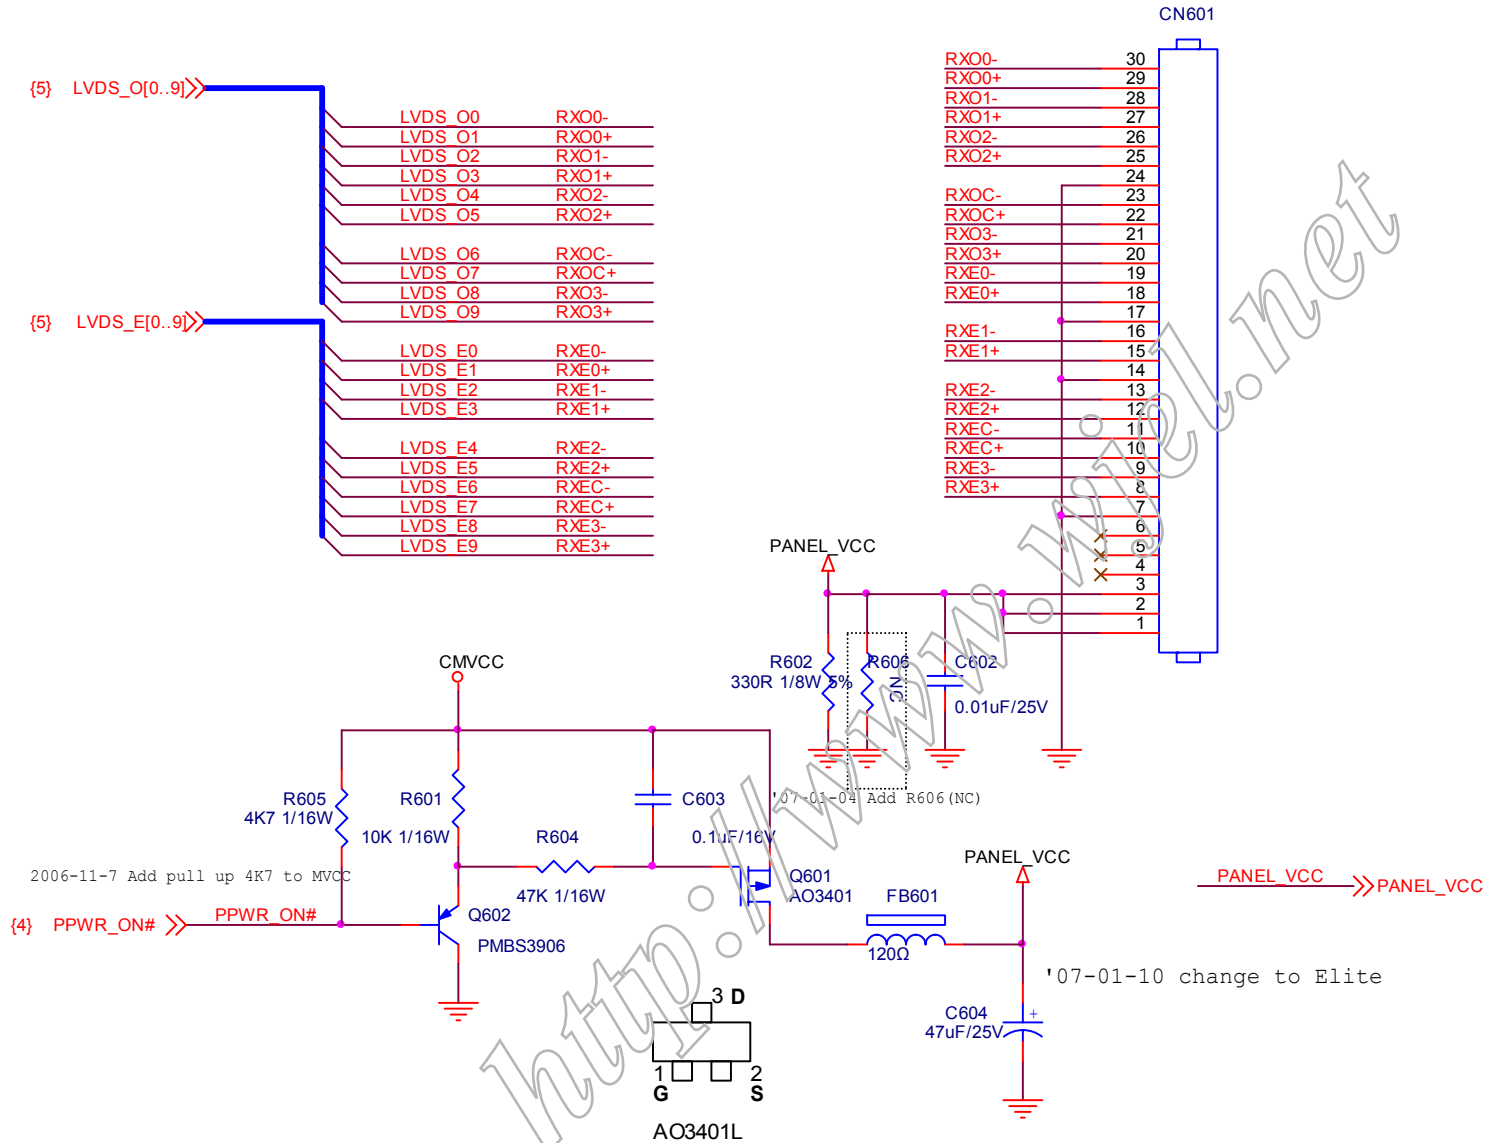 CN601
{5} LVDS_O[0..9]
LVDS_O0 RXO0-
LVDS_O1 RXO0+
LVDS_O2 RXO1-
LVDS_O3 RXO1+
LVDS_O4 RXO2-
LVDS_O5 RXO2+
LVDS_O6 RXOC-
LVDS_O7 RXOC+
LVDS_O8 RXO3-
LVDS_O9 RXO3+
{5} LVDS_E[0..9]
LVDS_E0 RXE0-
LVDS_E1 RXE0+
LVDS_E2 RXE1-
LVDS_E3 RXE1+
LVDS_E4 RXE2-
LVDS_E5 RXE2+
LVDS_E6 RXEC-
LVDS_E7 RXEC+
LVDS_E8 RXE3-
LVDS_E9 RXE3+
RXO0- 30
RXO0+ 29
RXO1- 28
RXO1+ 27
RXO2- 26
RXO2+ 25
24
RXOC- 23
RXOC+ 22
RXO3- 21
RXO3+ 20
RXE0- 19
RXE0+ 18
17
RXE1- 16
RXE1+ 15
14
RXE2- 13
RXE2+ 12
RXEC- 11
RXEC+ 10
RXE3- 9
RXE3+ 8
7
6
5
4
3
2
1
PANEL_VCC
R602
330R 1/8W 5%
R606
NC
C602
0.01uF/25V
'07-01-04 Add R606(NC)
CMVCC
R605
4K7 1/16W
R601
10K 1/16W
R604
47K 1/16W
C603
0.1uF/16V
2006-11-7 Add pull up 4K7 to MVCC
{4} PPWR_ON# PPWR_ON#
Q602
PMBS3906
Q601
AO3401
FB601
120Ω
PANEL_VCC
PANEL_VCC PANEL_VCC
'07-01-10 change to Elite
C604
47uF/25V
+
3 D
1 2
G S
AO3401L
http://www.wjel.net